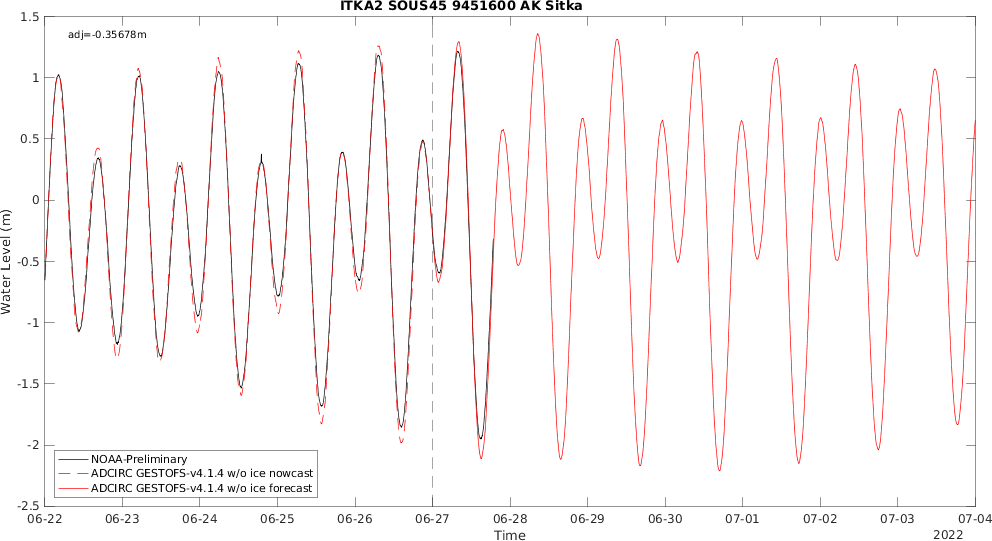 ITKA2 SOUS45 9451600 AK Sitka
adj=-0.35678m
1.5
1
0.5
0
-0.5
-1
-1.5
-2
-2.5
Water Level (m)
NOAA-Preliminary
ADCIRC GESTOFS-v4.1.4 w/o ice nowcast
ADCIRC GESTOFS-v4.1.4 w/o ice forecast
06-22 06-23 06-24 06-25 06-26 06-27 06-28 06-29 06-30 07-01 07-02 07-03 07-04
Time
2022